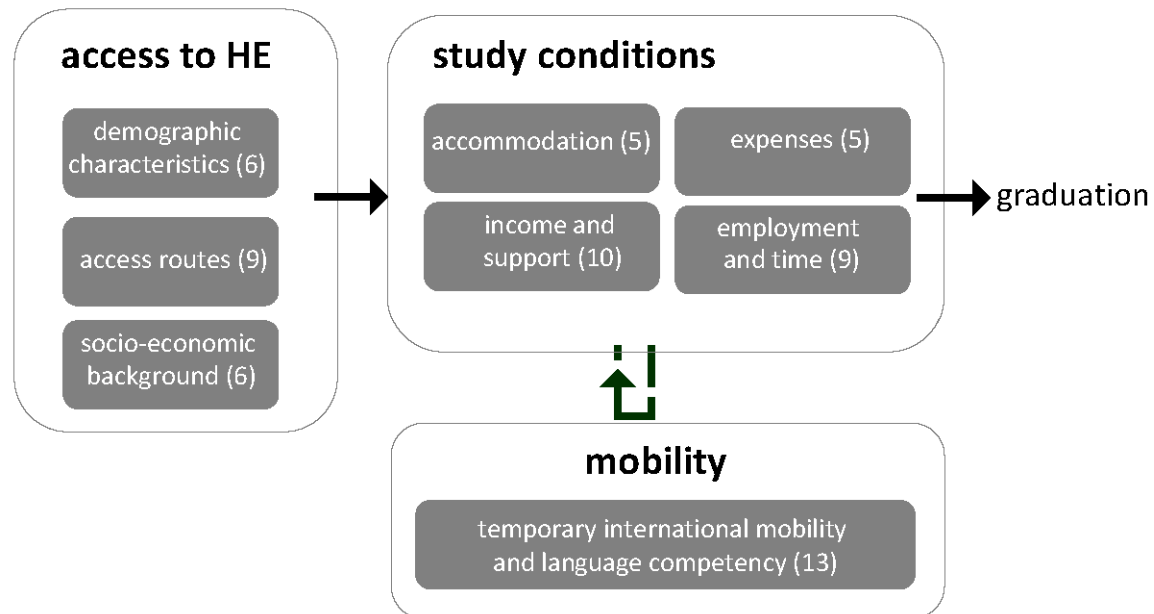 access to HE
demographic
characteristics (6)
access routes (9)
socio-economic
background (6)
study conditions
accommodation (5)
expenses (5)
income and
support (10)
employment
and time (9)
graduation
mobility
temporary international mobility
and language competency (13)